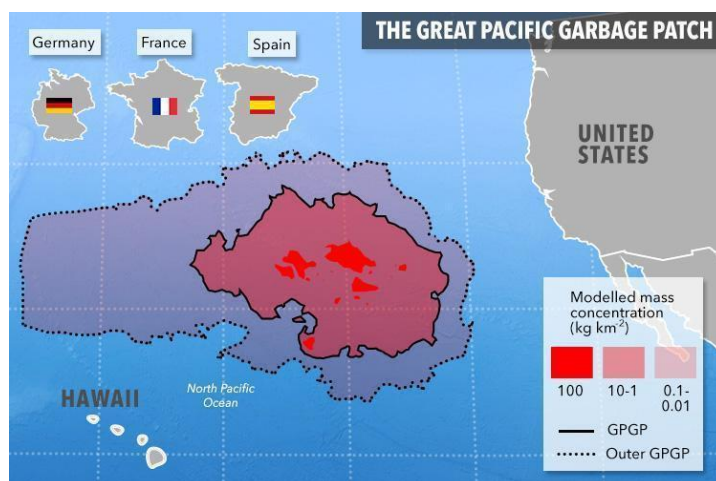 THE GREAT PACIFIC GARBAGE PATCH
Germany
France
Spain
UNITED
STATES
HAWAII
North Pacific
Ocean
Modelled mass
concentration
(kg km⁻²)
100
10-1
0.1-
0.01
GPGP
Outer GPGP